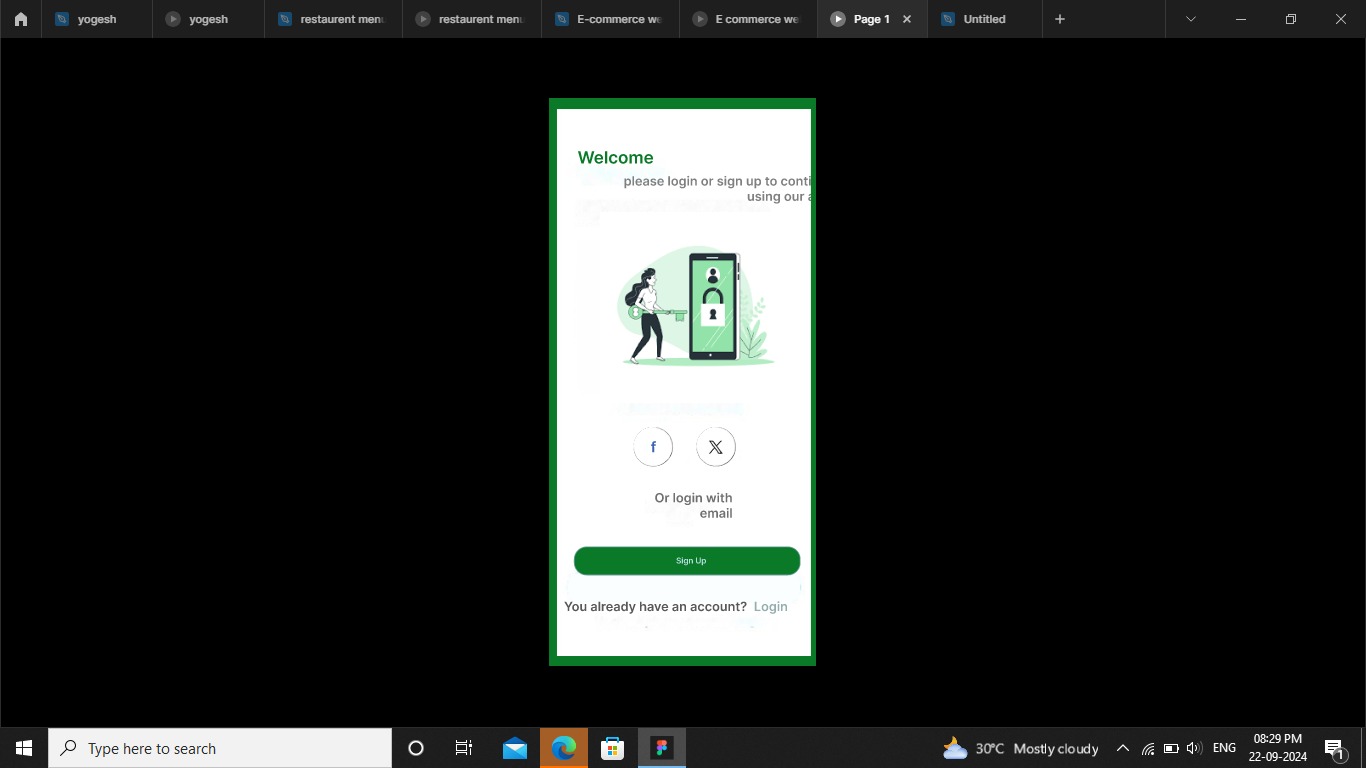 yogesh
yogesh
restaurent menu
restaurent menu
E-commerce we
E commerce we
Page 1
Untitled
Welcome
please login or sign up to conti
using our a
f
X
Or login with
email
Sign Up
You already have an account? Login
Type here to search
30°C Mostly cloudy
ENG
08:29 PM
22-09-2024
1